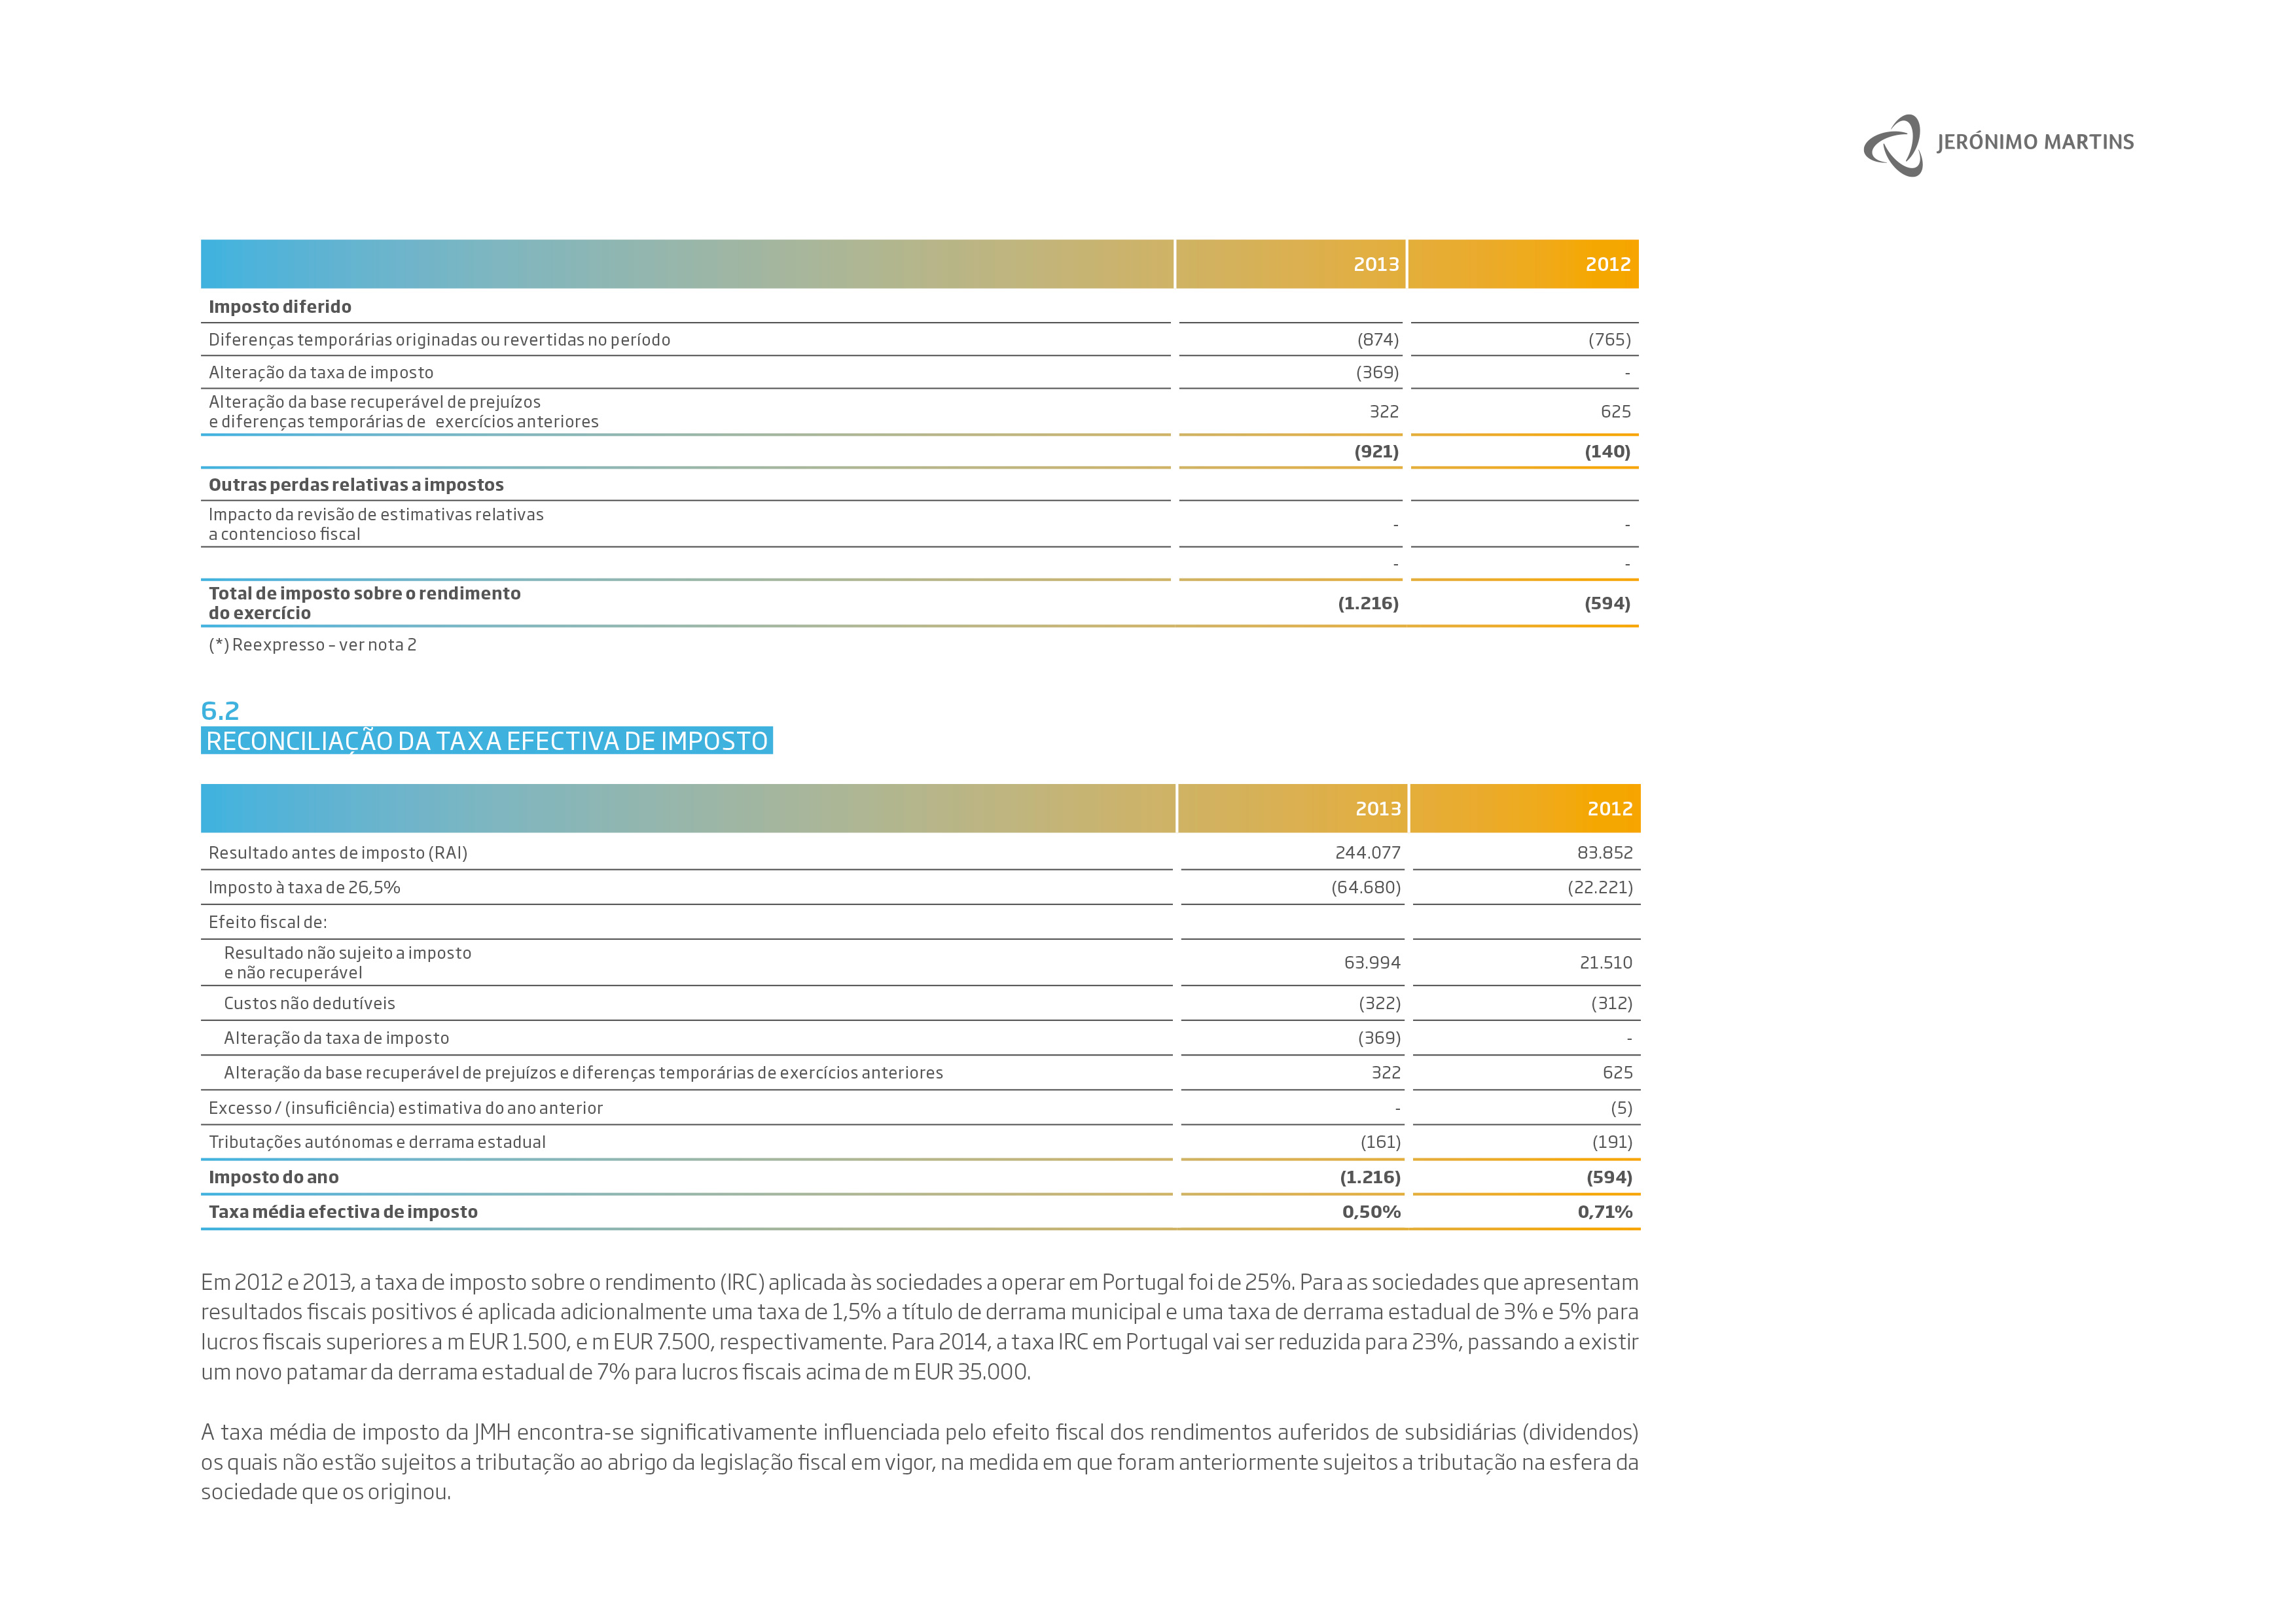 JERÓNIMO MARTINS
2013 2012
Imposto diferido
Diferenças temporárias originadas ou revertidas no período (874) (765)
Alteração da taxa de imposto (369) -
Alteração da base recuperável de prejuízos
e diferenças temporárias de exercícios anteriores 322 625
(921) (140)
Outras perdas relativas a impostos
Impacto da revisão de estimativas relativas
a contencioso fiscal - -
- -
Total de imposto sobre o rendimento
do exercício (1.216) (594)
(*) Reexpresso – ver nota 2
6.2
RECONCILIAÇÃO DA TAXA EFECTIVA DE IMPOSTO
2013 2012
Resultado antes de imposto (RAI) 244.077 83.852
Imposto à taxa de 26,5% (64.680) (22.221)
Efeito fiscal de:
Resultado não sujeito a imposto
e não recuperável 63.994 21.510
Custos não dedutíveis (322) (312)
Alteração da taxa de imposto (369) -
Alteração da base recuperável de prejuízos e diferenças temporárias de exercícios anteriores 322 625
Excesso / (insuficiência) estimativa do ano anterior - (5)
Tributações autónomas e derrama estadual (161) (191)
Imposto do ano (1.216) (594)
Taxa média efectiva de imposto 0,50% 0,71%
Em 2012 e 2013, a taxa de imposto sobre o rendimento (IRC) aplicada às sociedades a operar em Portugal foi de 25%. Para as sociedades que apresentam
resultados fiscais positivos é aplicada adicionalmente uma taxa de 1,5% a título de derrama municipal e uma taxa de derrama estadual de 3% e 5% para
lucros fiscais superiores a m EUR 1.500, e m EUR 7.500, respectivamente. Para 2014, a taxa IRC em Portugal vai ser reduzida para 23%, passando a existir
um novo patamar da derrama estadual de 7% para lucros fiscais acima de m EUR 35.000.
A taxa média de imposto da JMH encontra-se significativamente influenciada pelo efeito fiscal dos rendimentos auferidos de subsidiárias (dividendos)
os quais não estão sujeitos a tributação ao abrigo da legislação fiscal em vigor, na medida em que foram anteriormente sujeitos a tributação na esfera da
sociedade que os originou.